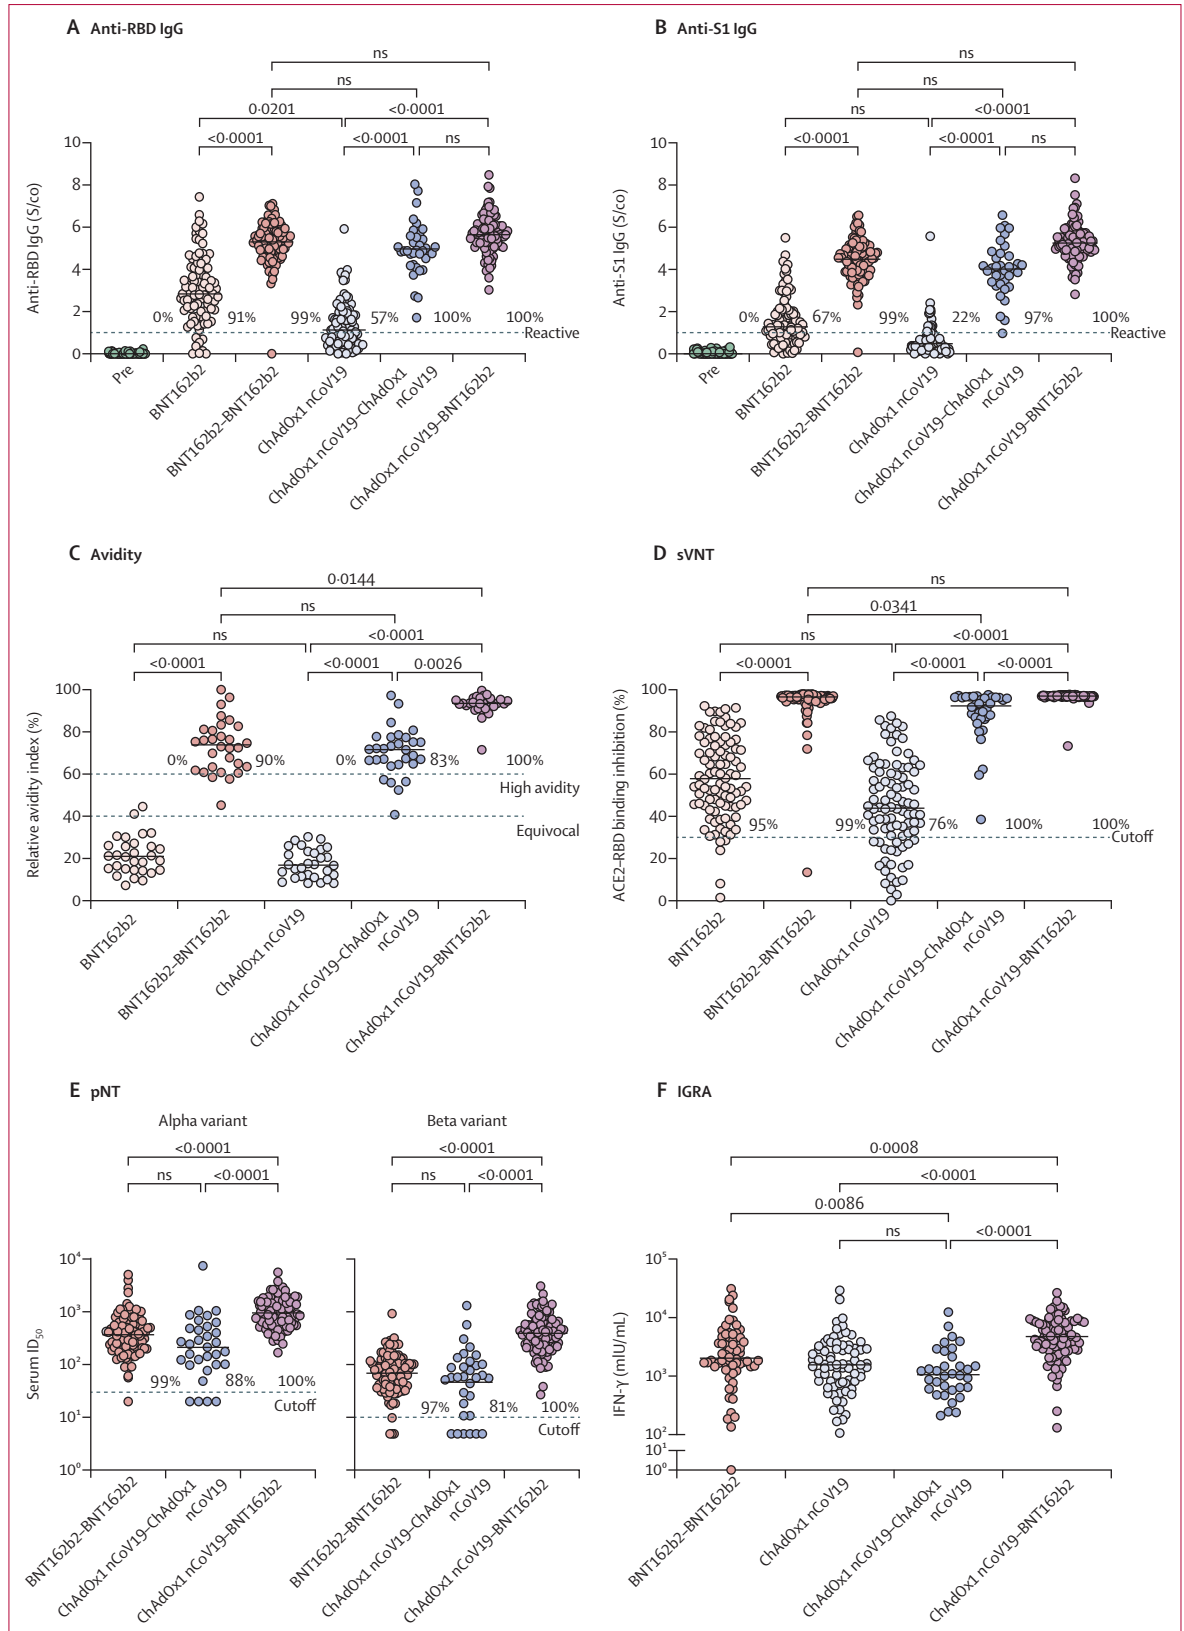 A Anti-RBD IgG
ns
ns
0·0201
<0·0001
<0·0001
<0·0001
ns
Anti-RBD IgG (S/co)
10
8
6
4
2
0
0%
91%
99%
57%
100%
100%
Reactive
Pre
BNT162b2
BNT162b2–BNT162b2
ChAdOx1 nCoV19
ChAdOx1 nCoV19–ChAdOx1
nCoV19
ChAdOx1 nCoV19–BNT162b2
B Anti-S1 IgG
ns
ns
ns
<0·0001
<0·0001
<0·0001
ns
Anti-S1 IgG (S/co)
10
8
6
4
2
0
0%
67%
99%
22%
97%
100%
Reactive
Pre
BNT162b2
BNT162b2–BNT162b2
ChAdOx1 nCoV19
ChAdOx1 nCoV19–ChAdOx1
nCoV19
ChAdOx1 nCoV19–BNT162b2
C Avidity
0·0144
ns
ns
<0·0001
<0·0001
<0·0001
0·0026
Relative avidity index (%)
100
80
60
40
20
0
0%
90%
0%
83%
100%
High avidity
Equivocal
BNT162b2
BNT162b2–BNT162b2
ChAdOx1 nCoV19
ChAdOx1 nCoV19–ChAdOx1
nCoV19
ChAdOx1 nCoV19–BNT162b2
D sVNT
ns
0·0341
ns
<0·0001
<0·0001
<0·0001
<0·0001
ACE2–RBD binding inhibition (%)
100
80
60
40
20
0
95%
99%
76%
100%
100%
Cutoff
BNT162b2
BNT162b2–BNT162b2
ChAdOx1 nCoV19
ChAdOx1 nCoV19–ChAdOx1
nCoV19
ChAdOx1 nCoV19–BNT162b2
E pNT
Alpha variant
<0·0001
ns
<0·0001
Serum ID50
10⁴
10³
10²
10¹
10⁰
99%
88%
100%
Cutoff
BNT162b2–BNT162b2
ChAdOx1 nCoV19–ChAdOx1
nCoV19
ChAdOx1 nCoV19–BNT162b2
Beta variant
<0·0001
ns
<0·0001
97%
81%
100%
Cutoff
BNT162b2–BNT162b2
ChAdOx1 nCoV19–ChAdOx1
nCoV19
ChAdOx1 nCoV19–BNT162b2
F IGRA
0·0008
<0·0001
0·0086
ns
<0·0001
IFN-γ (mIU/mL)
10⁵
10⁴
10³
10²
10¹
10⁰
BNT162b2–BNT162b2
ChAdOx1 nCoV19
ChAdOx1 nCoV19–ChAdOx1
nCoV19
ChAdOx1 nCoV19–BNT162b2